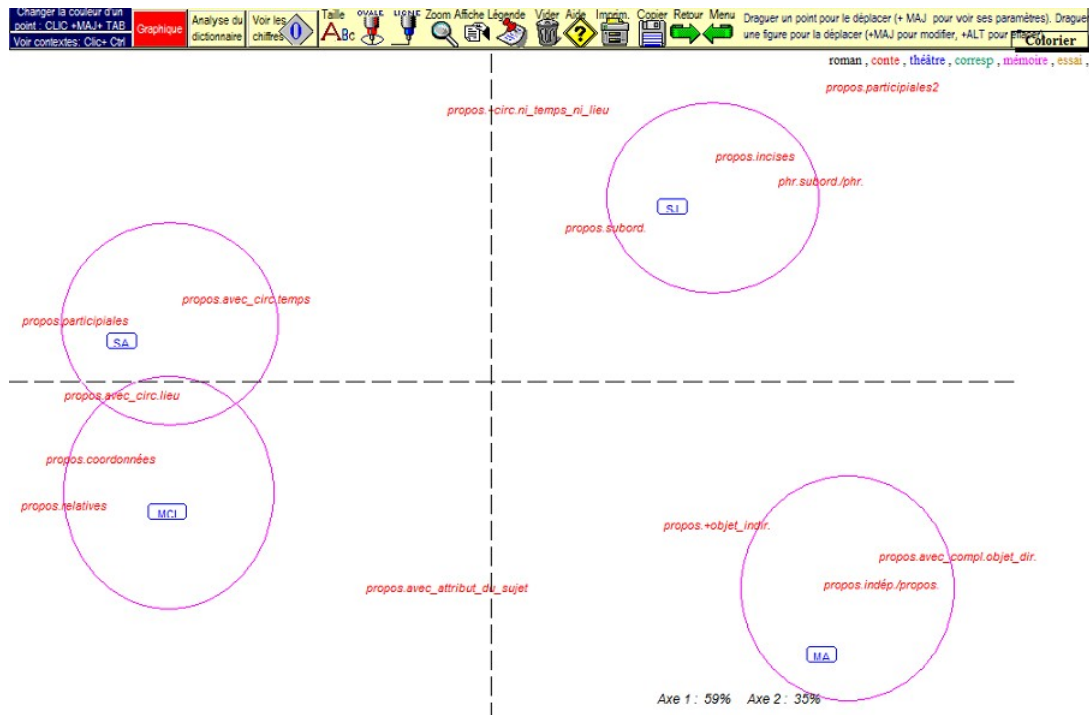 Changer la couleur d'un
point : CLIC +MAJ+ TAB
Voir contextes: Clic+ Ctrl
Graphique
Analyse du
dictionnaire
Voir les
chiffres
0
Taille
ABc
OVALE
LIGNE
Zoom Affiche Légende Vider Aide Imprim. Copier Retour Menu
Draguer un point pour le déplacer (+ MAJ pour voir ses paramètres). Drague
une figure pour la déplacer (+MAJ pour modifier, +ALT pour
Colorier
roman , conte , théâtre , corresp , mémoire , essai ,
propos.participiales2
propos.+circ.ni_temps_ni_lieu
propos.incises
phr.subord./phr.
propos.subord.
propos.avec_circ.temps
propos.participiales
SA
propos.avec_circ.lieu
propos.coordonnées
propos.relatives
MCI
propos.+objet_indir.
propos.avec_compl.objet_dir.
propos.indép./propos.
propos.avec_attribut_du_sujet
MA
Axe 1 : 59% Axe 2 : 35%